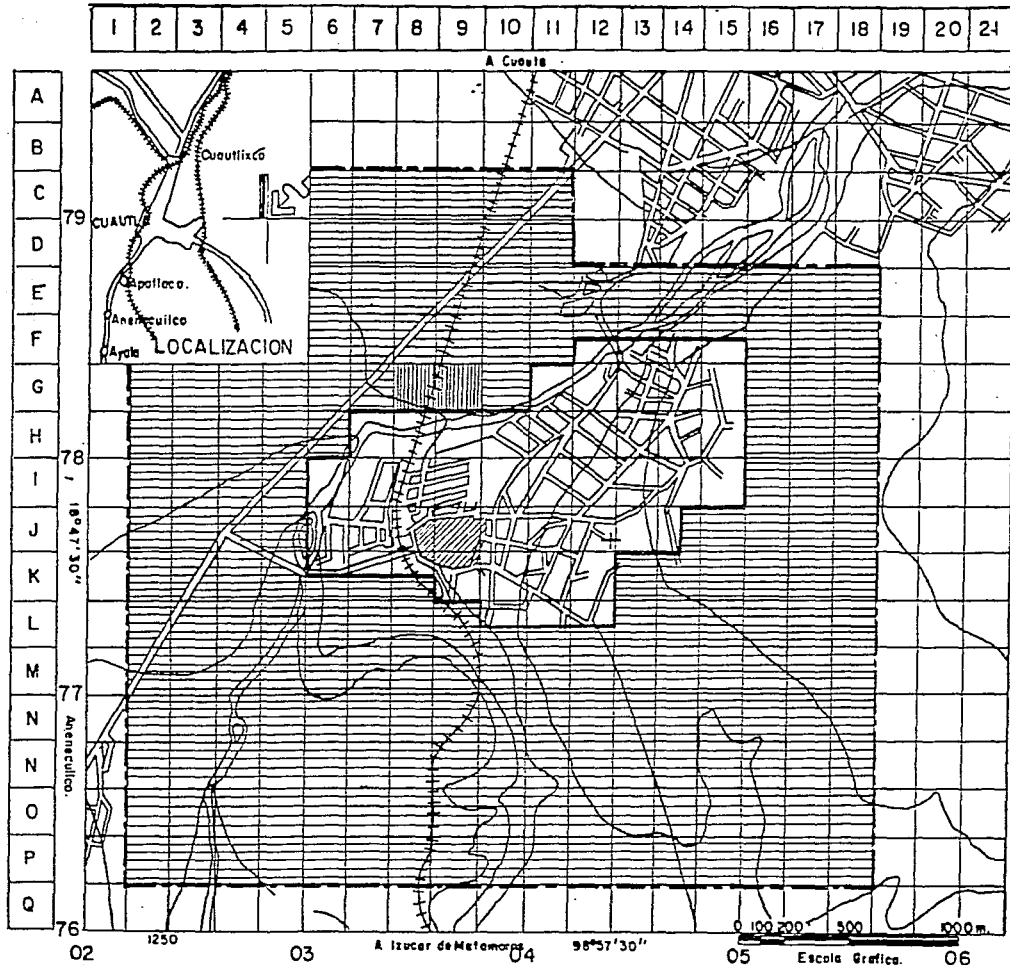 1 2 3 4 5 6 7 8 9 10 11 12 13 14 15 16 17 18 19 20 21
A Cuautla
A
B
C
D
E
F
G
H
I
J
K
L
M
N
Ñ
O
P
Q
Cuautlixco
CUAUTLA
Apatlaco.
Anenecuilco
Ayala LOCALIZACION
79
78
18°47'30"
77
Anenecuilco.
76
1250
A Izucar de Matamoros
98°57'30"
0 100 200 500 1000 m.
Escala Grafica.
02 03 04 05 06